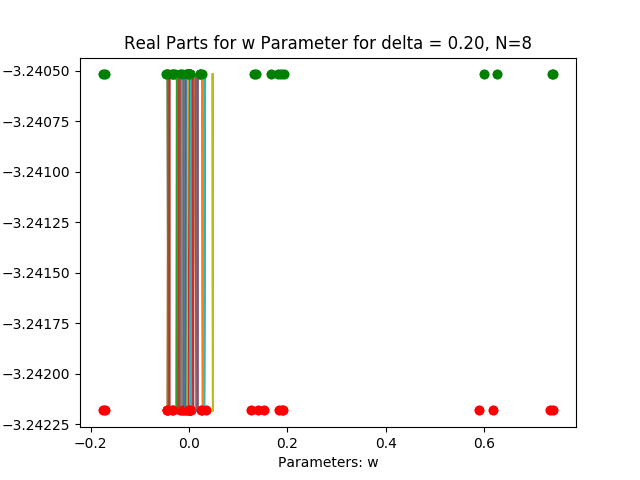 Real Parts for w Parameter for delta = 0.20, N=8
−3.24050
−3.24075
−3.24100
−3.24125
−3.24150
−3.24175
−3.24200
−3.24225
−0.2 0.0 0.2 0.4 0.6
Parameters: w